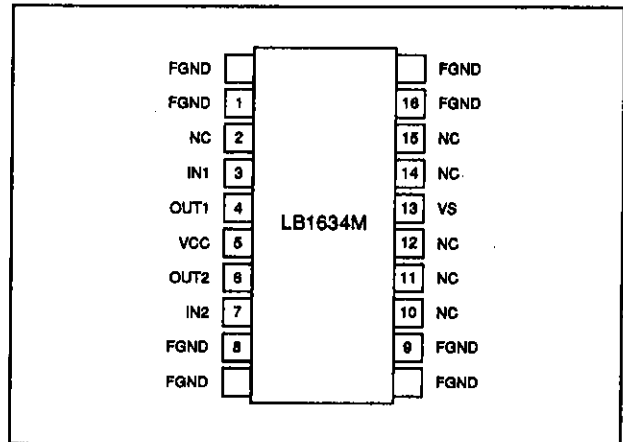 FGND FGND
FGND 1 16 FGND
NC 2 15 NC
IN1 3 14 NC
OUT1 4 13 VS
LB1634M
VCC 5 12 NC
OUT2 6 11 NC
IN2 7 10 NC
FGND 8 9 FGND
FGND FGND